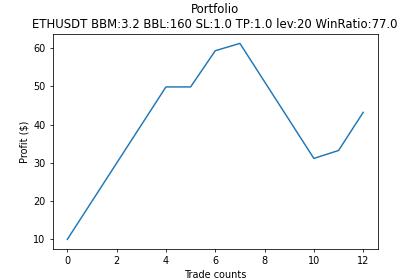 Portfolio
ETHUSDT BBM:3.2 BBL:160 SL:1.0 TP:1.0 lev:20 WinRatio:77.0
60
50
40
30
20
10
Profit ($)
0 2 4 6 8 10 12
Trade counts